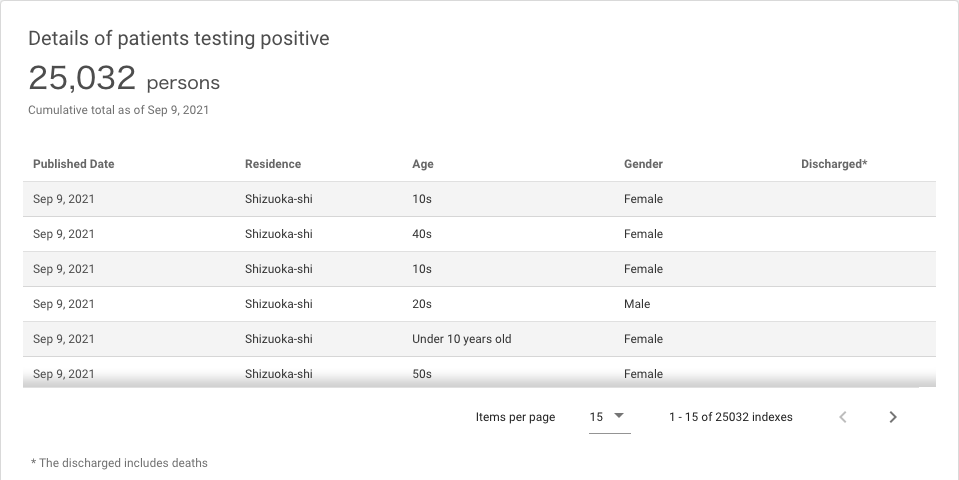 Details of patients testing positive
25,032 persons
Cumulative total as of Sep 9, 2021
Published Date Residence Age Gender Discharged*
Sep 9, 2021 Shizuoka-shi 10s Female
Sep 9, 2021 Shizuoka-shi 40s Female
Sep 9, 2021 Shizuoka-shi 10s Female
Sep 9, 2021 Shizuoka-shi 20s Male
Sep 9, 2021 Shizuoka-shi Under 10 years old Female
Sep 9, 2021 Shizuoka-shi 50s Female
Items per page 15 1 - 15 of 25032 indexes
* The discharged includes deaths